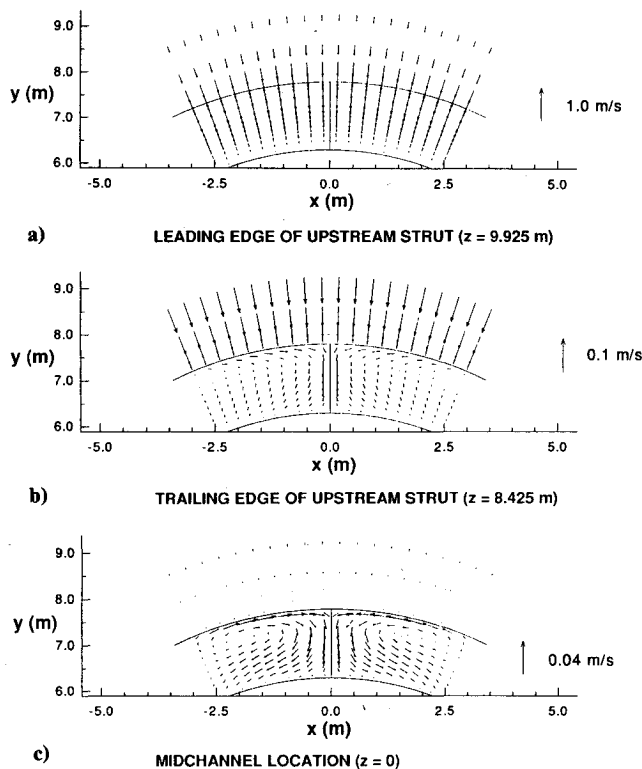 9.0
8.0
y (m)
7.0
1.0 m/s
6.0
-5.0 -2.5 0.0 2.5 5.0
x (m)
a) LEADING EDGE OF UPSTREAM STRUT (z = 9.925 m)
9.0
8.0
y (m)
0.1 m/s
7.0
6.0
-5.0 -2.5 0.0 2.5 5.0
x (m)
b) TRAILING EDGE OF UPSTREAM STRUT (z = 8.425 m)
9.0
8.0
y (m)
7.0
0.04 m/s
6.0
-5.0 -2.5 0.0 2.5 5.0
x (m)
c) MIDCHANNEL LOCATION (z = 0)